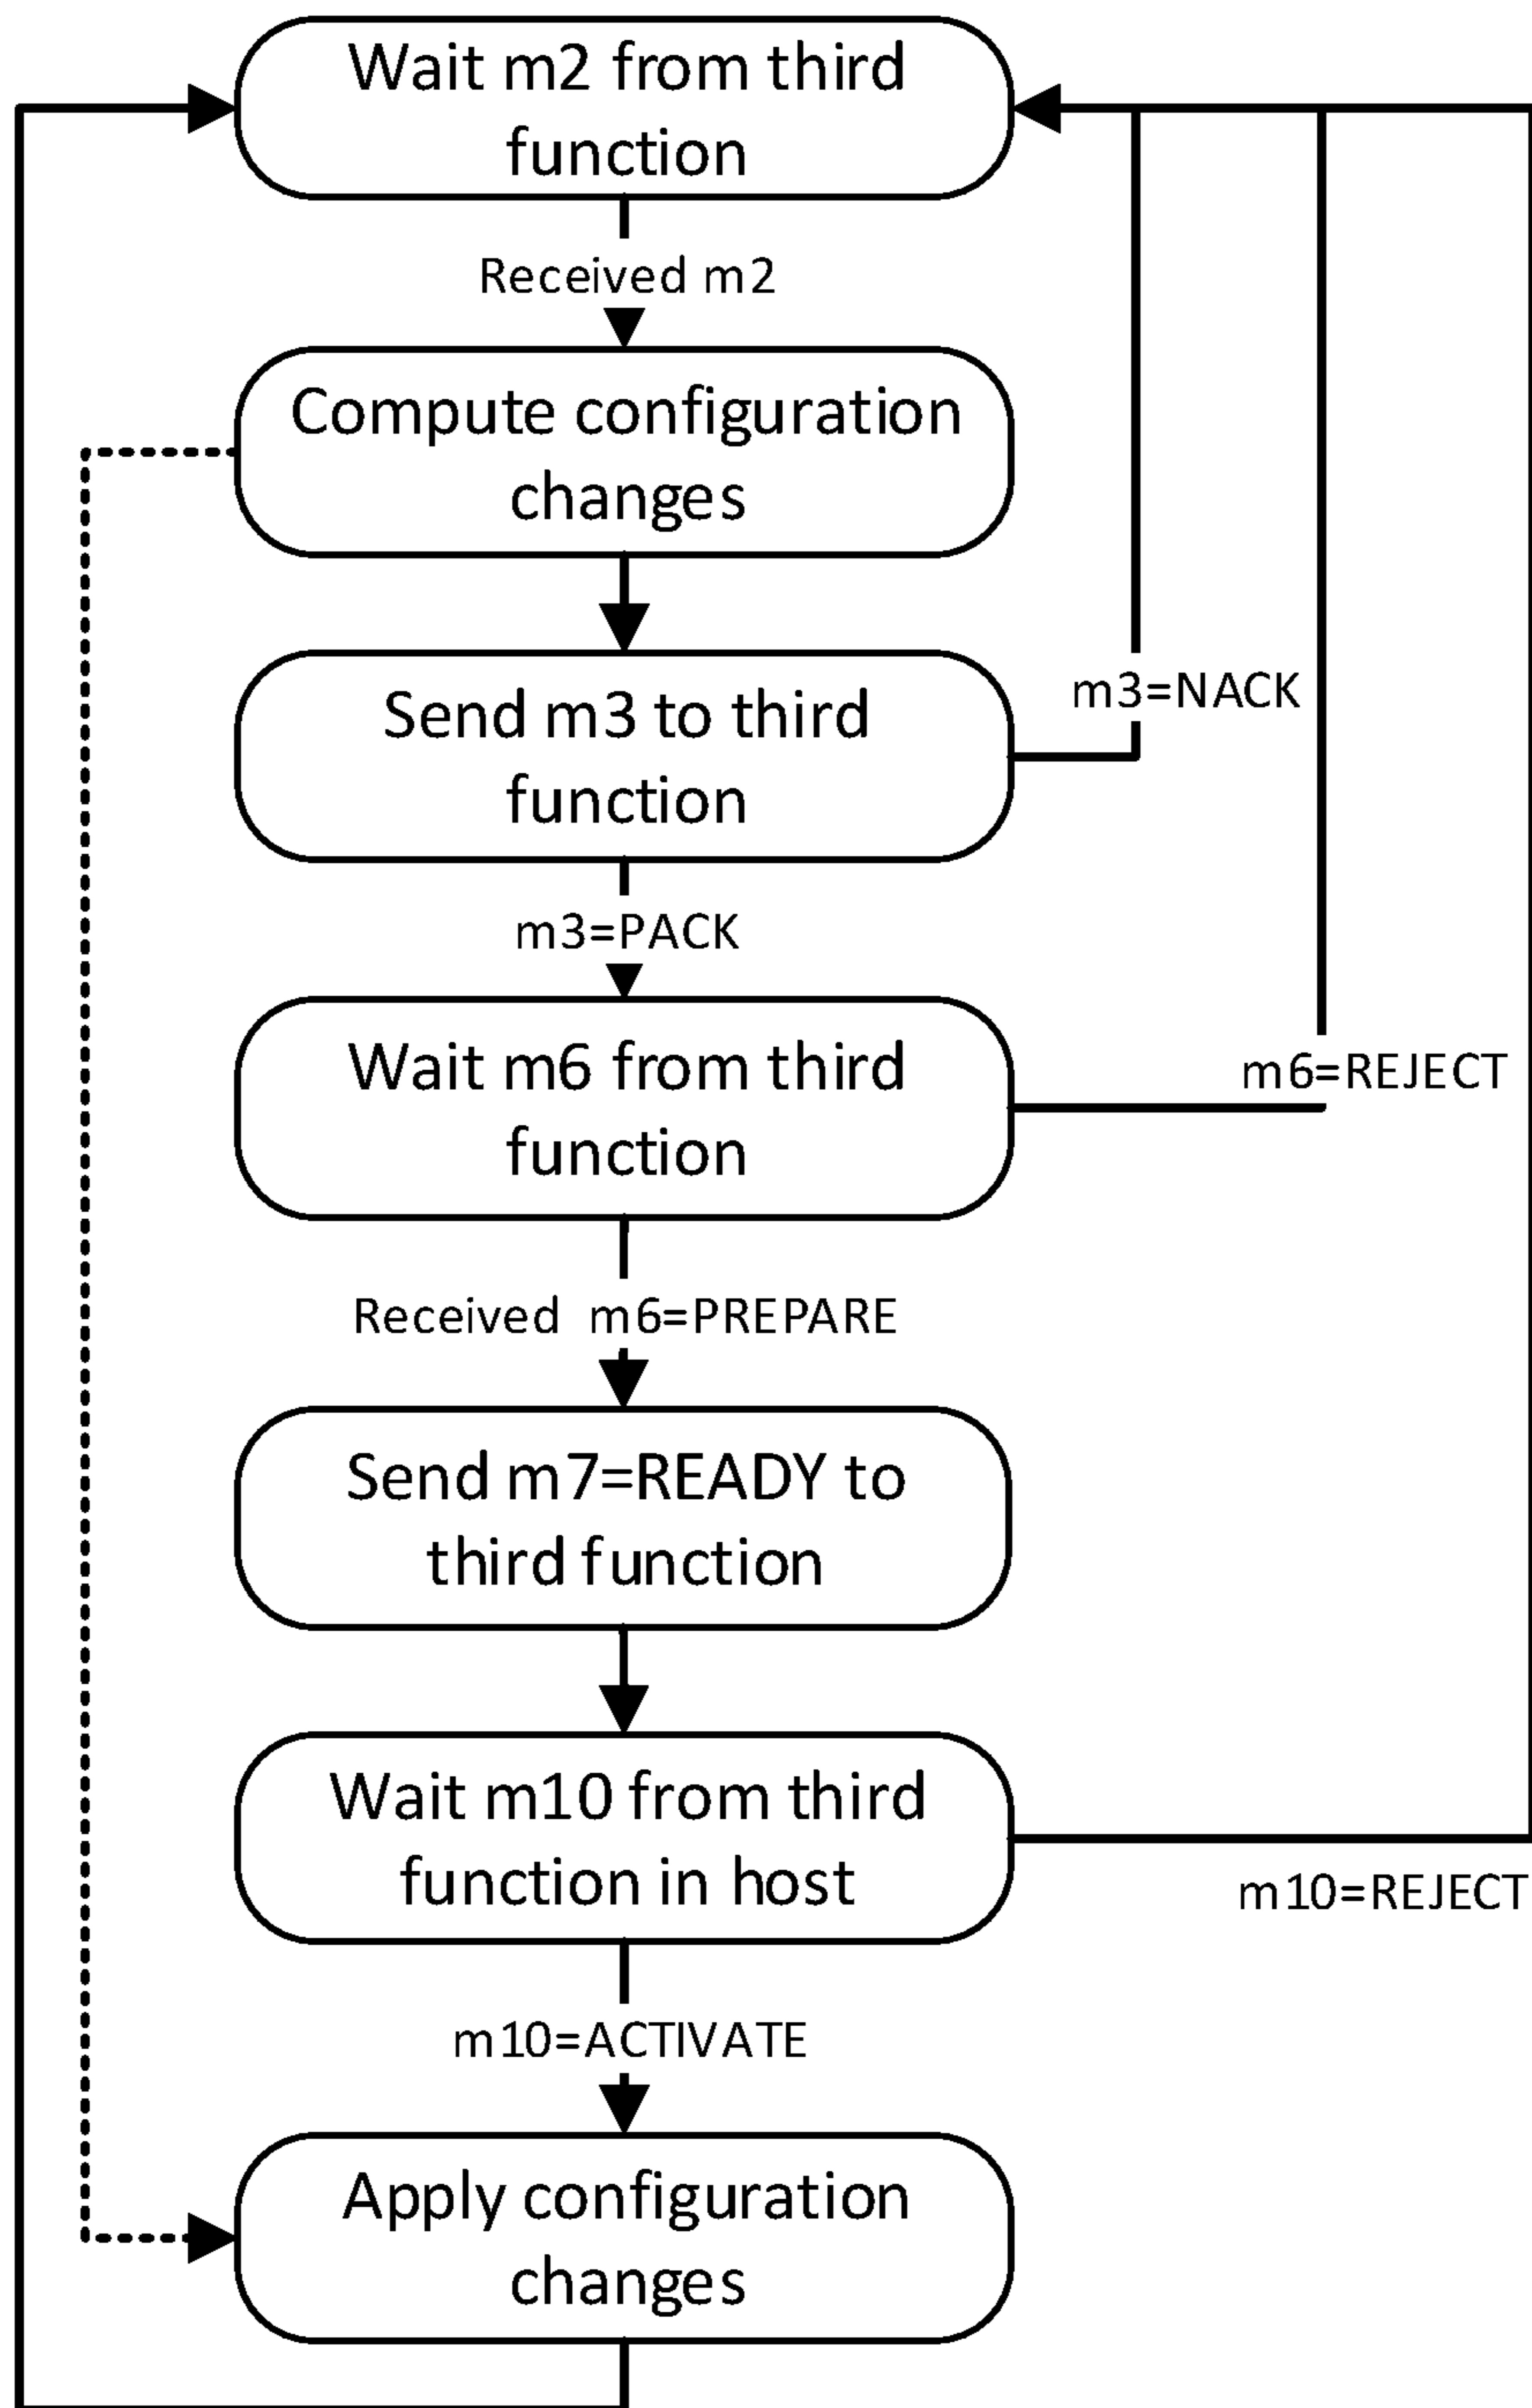 Wait m2 from third
function
Received m2
Compute configuration
changes
Send m3 to third
function
m3=NACK
m3=PACK
Wait m6 from third
function
m6=REJECT
Received m6=PREPARE
Send m7=READY to
third function
Wait m10 from third
function in host
m10=REJECT
m10=ACTIVATE
Apply configuration
changes